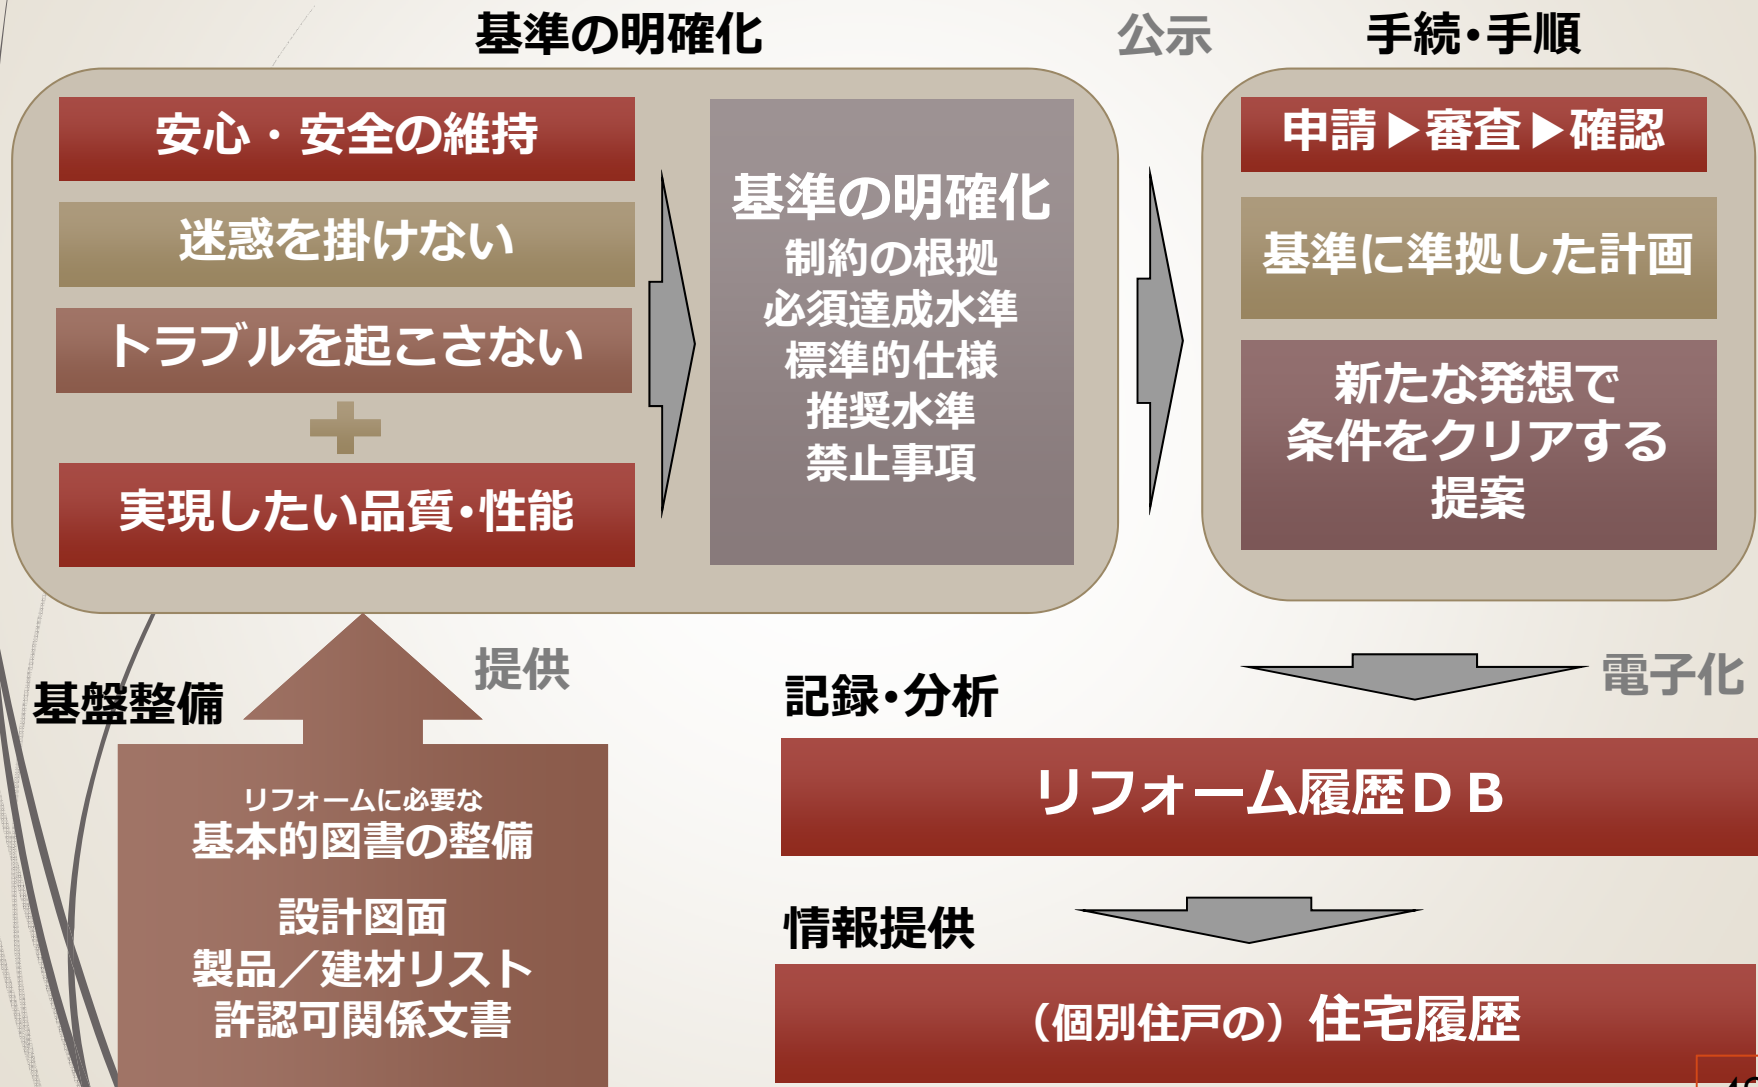 基準の明確化
公示
手続・手順
安心・安全の維持
迷惑を掛けない
トラブルを起こさない
実現したい品質・性能
基準の明確化
制約の根拠
必須達成水準
標準的仕様
推奨水準
禁止事項
申請▶審査▶確認
基準に準拠した計画
新たな発想で
条件をクリアする
提案
提供
基盤整備
リフォームに必要な
基本的図書の整備
設計図面
製品／建材リスト
許認可関係文書
電子化
記録・分析
リフォーム履歴ＤＢ
情報提供
（個別住戸の）住宅履歴